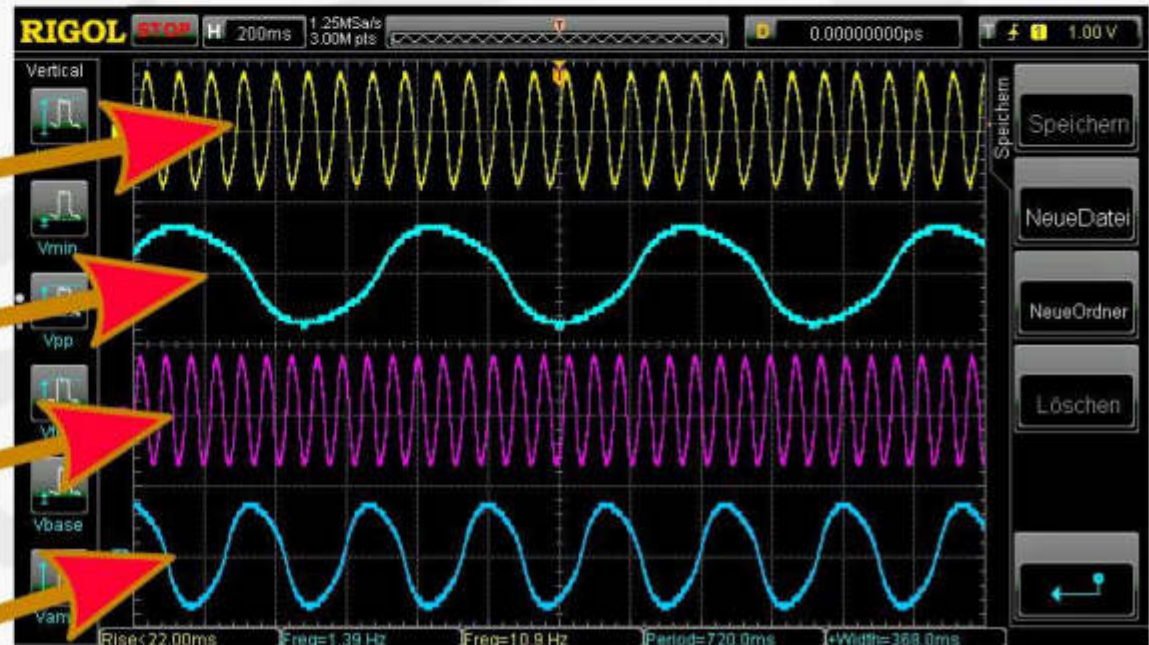 RIGOL STOP H 200ms 1.25MSa/s 3.00M pts D 0.00000000ps T 1 1.00 V
Vertical
Vmin
Vpp
Vbase
Speichern
Speichern
NeueDatei
NeueOrdner
Löschen
Rise<22.00ms Freq=1.39 Hz Freq=10.9 Hz Period=720.0ms +Width=368.0ms